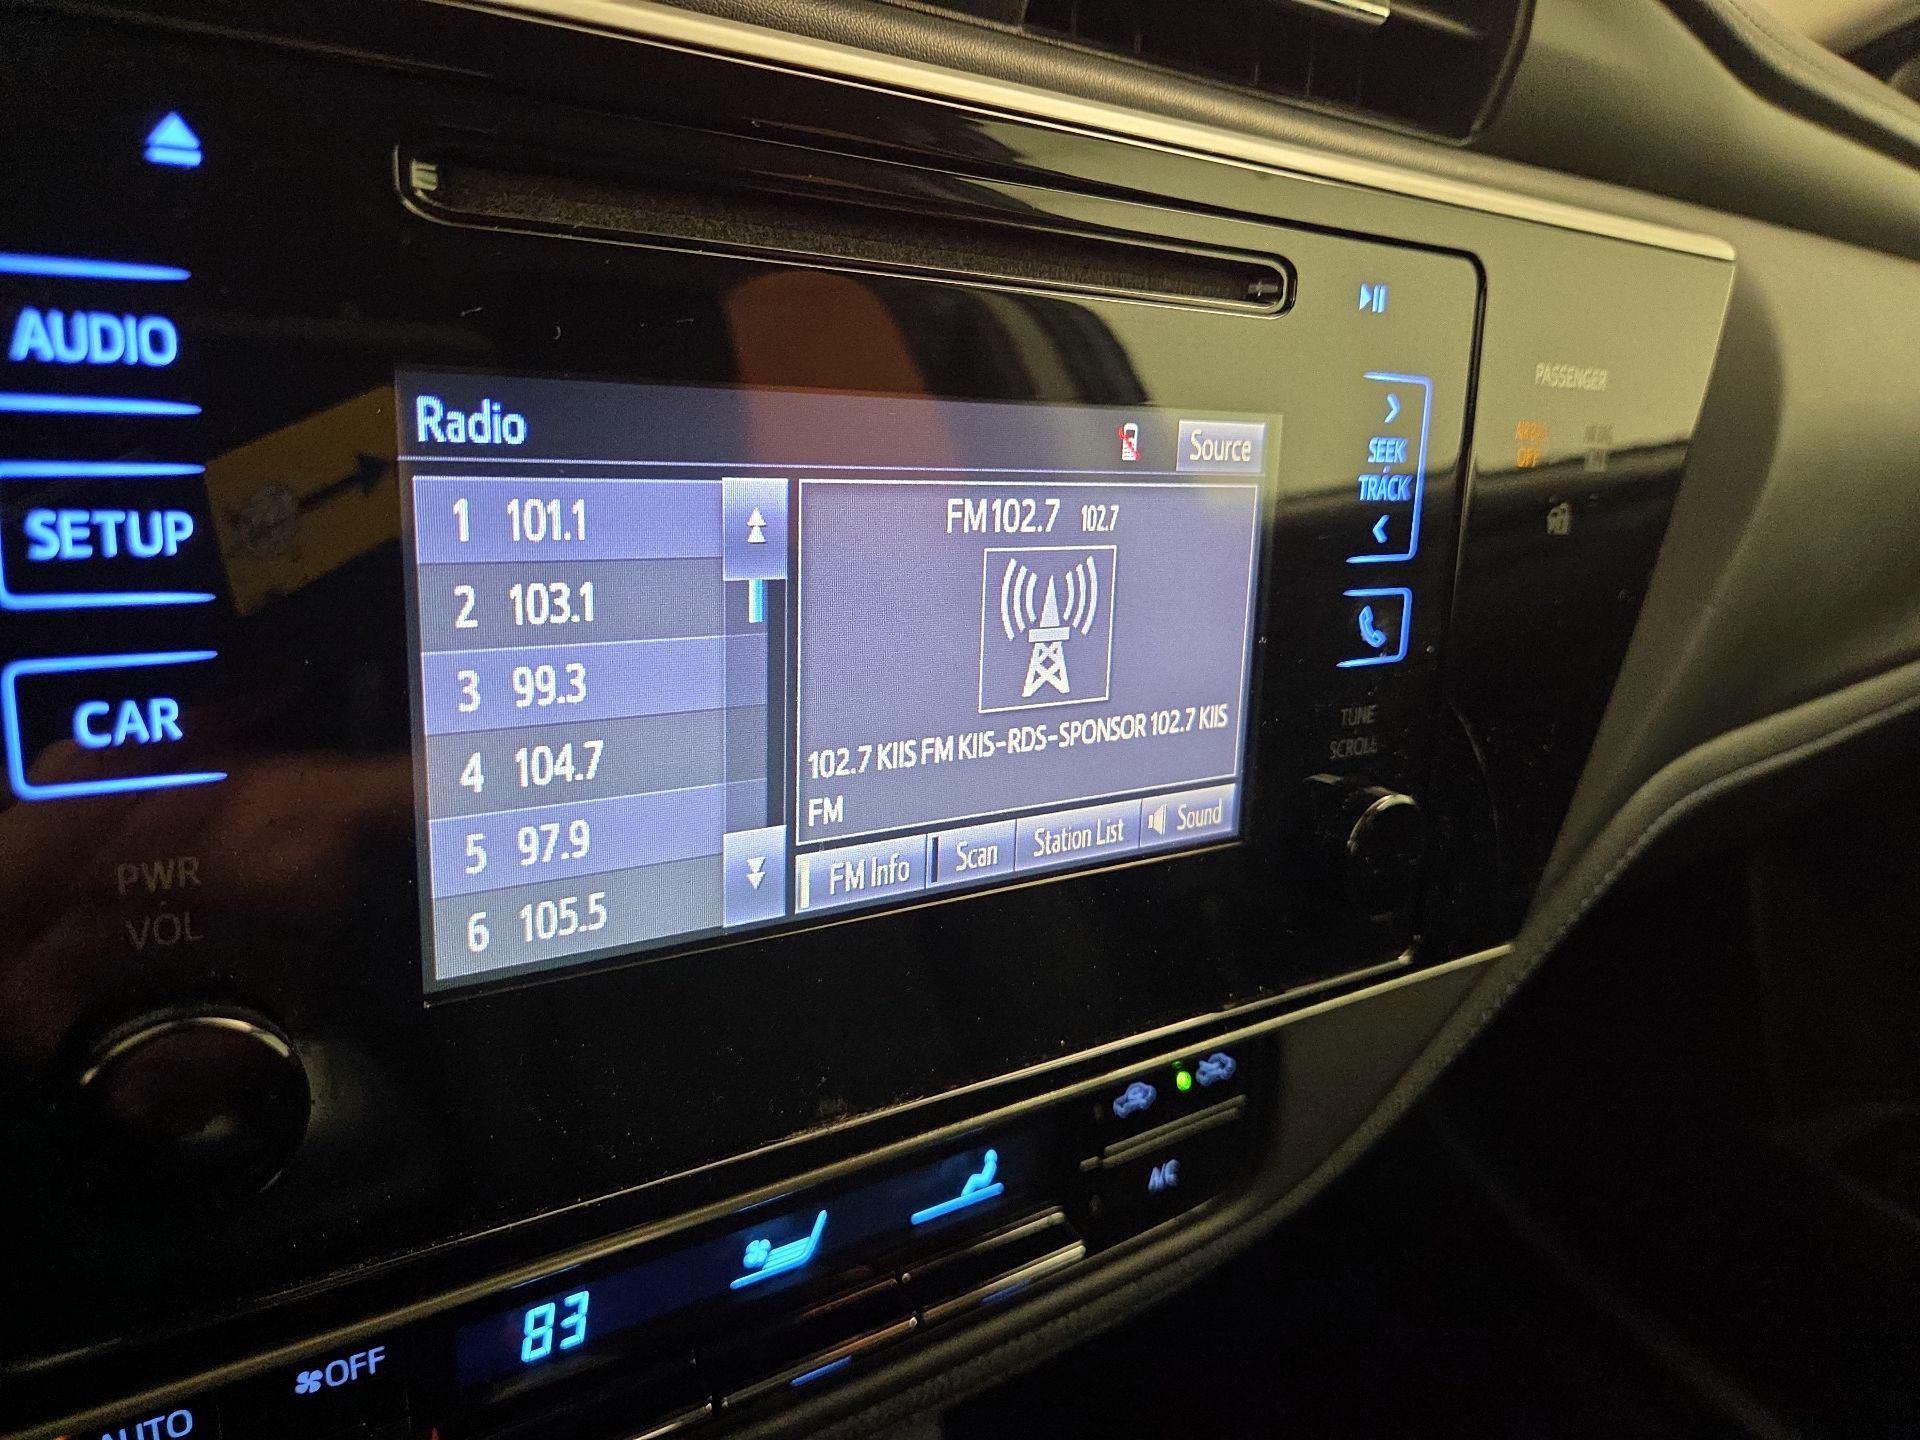 AUDIO
SETUP
CAR
PWR
VOL
Radio
Source
1 101.1
2 103.1
3 99.3
4 104.7
5 97.9
6 105.5
FM102.7 102.7
102.7 KIIS FM KIIS-RDS-SPONSOR 102.7 KIIS
FM
FM Info
Scan
Station List
Sound
SEEK
TRACK
TUNE
SCROLL
PASSENGER
OFF
A/C
83
OFF
AUTO